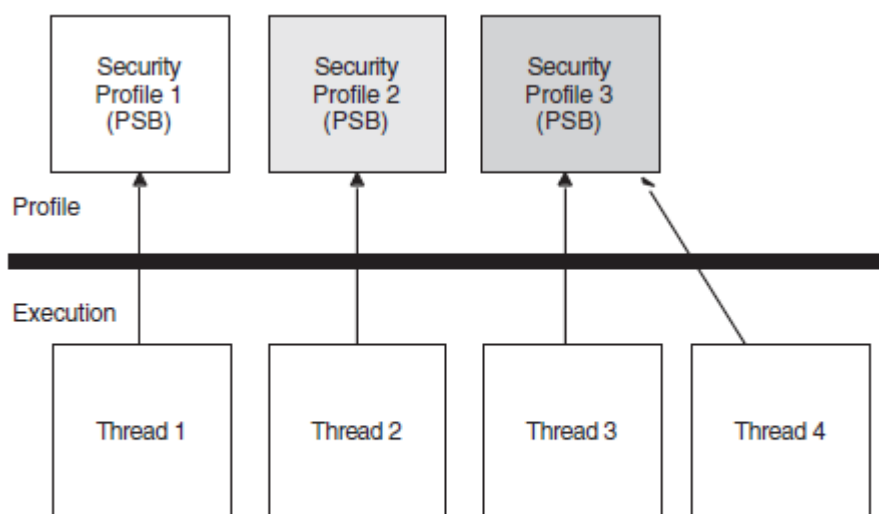 Security
Profile 1
(PSB)
Security
Profile 2
(PSB)
Security
Profile 3
(PSB)
Profile
Execution
Thread 1
Thread 2
Thread 3
Thread 4